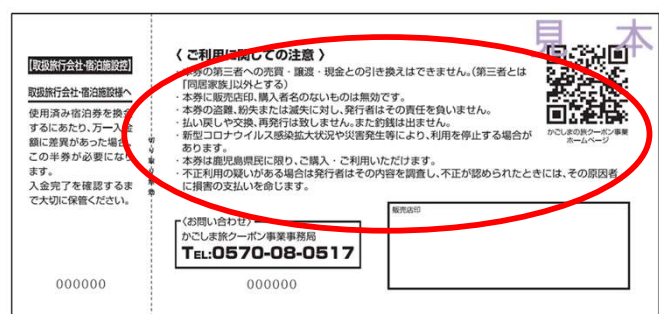 見本
【取扱旅行会社・宿泊施設控】
取扱旅行会社・宿泊施設様へ
使用済み宿泊券を換金
するにあたり、万一入金
額に差異があった場合、
この半券が必要になり
ます。
入金完了を確認するま
で大切に保管ください。
000000
〈 ご利用に関しての注意 〉
・本券の第三者への売買・譲渡・現金との引き換えはできません。(第三者とは
「同居家族」以外とする)
・本券に販売店印、購入者名のないものは無効です。
・本券の盗難、紛失または滅失に対し、発行者はその責任を負いません。
・払い戻しや交換、再発行は致しません。また釣銭は出ません。
・新型コロナウイルス感染拡大状況や災害発生等により、利用を停止する場合が
あります。
・本券は鹿児島県民に限り、ご購入・ご利用いただけます。
・不正利用の疑いがある場合は発行者はその内容を調査し、不正が認められたときには、その原因者
に損害の支払いを命じます。
かごしまの旅クーポン事業
ホームページ
〈お問い合わせ〉
かごしま旅クーポン事業事務局
TEL:0570-08-0517
000000
販売店印